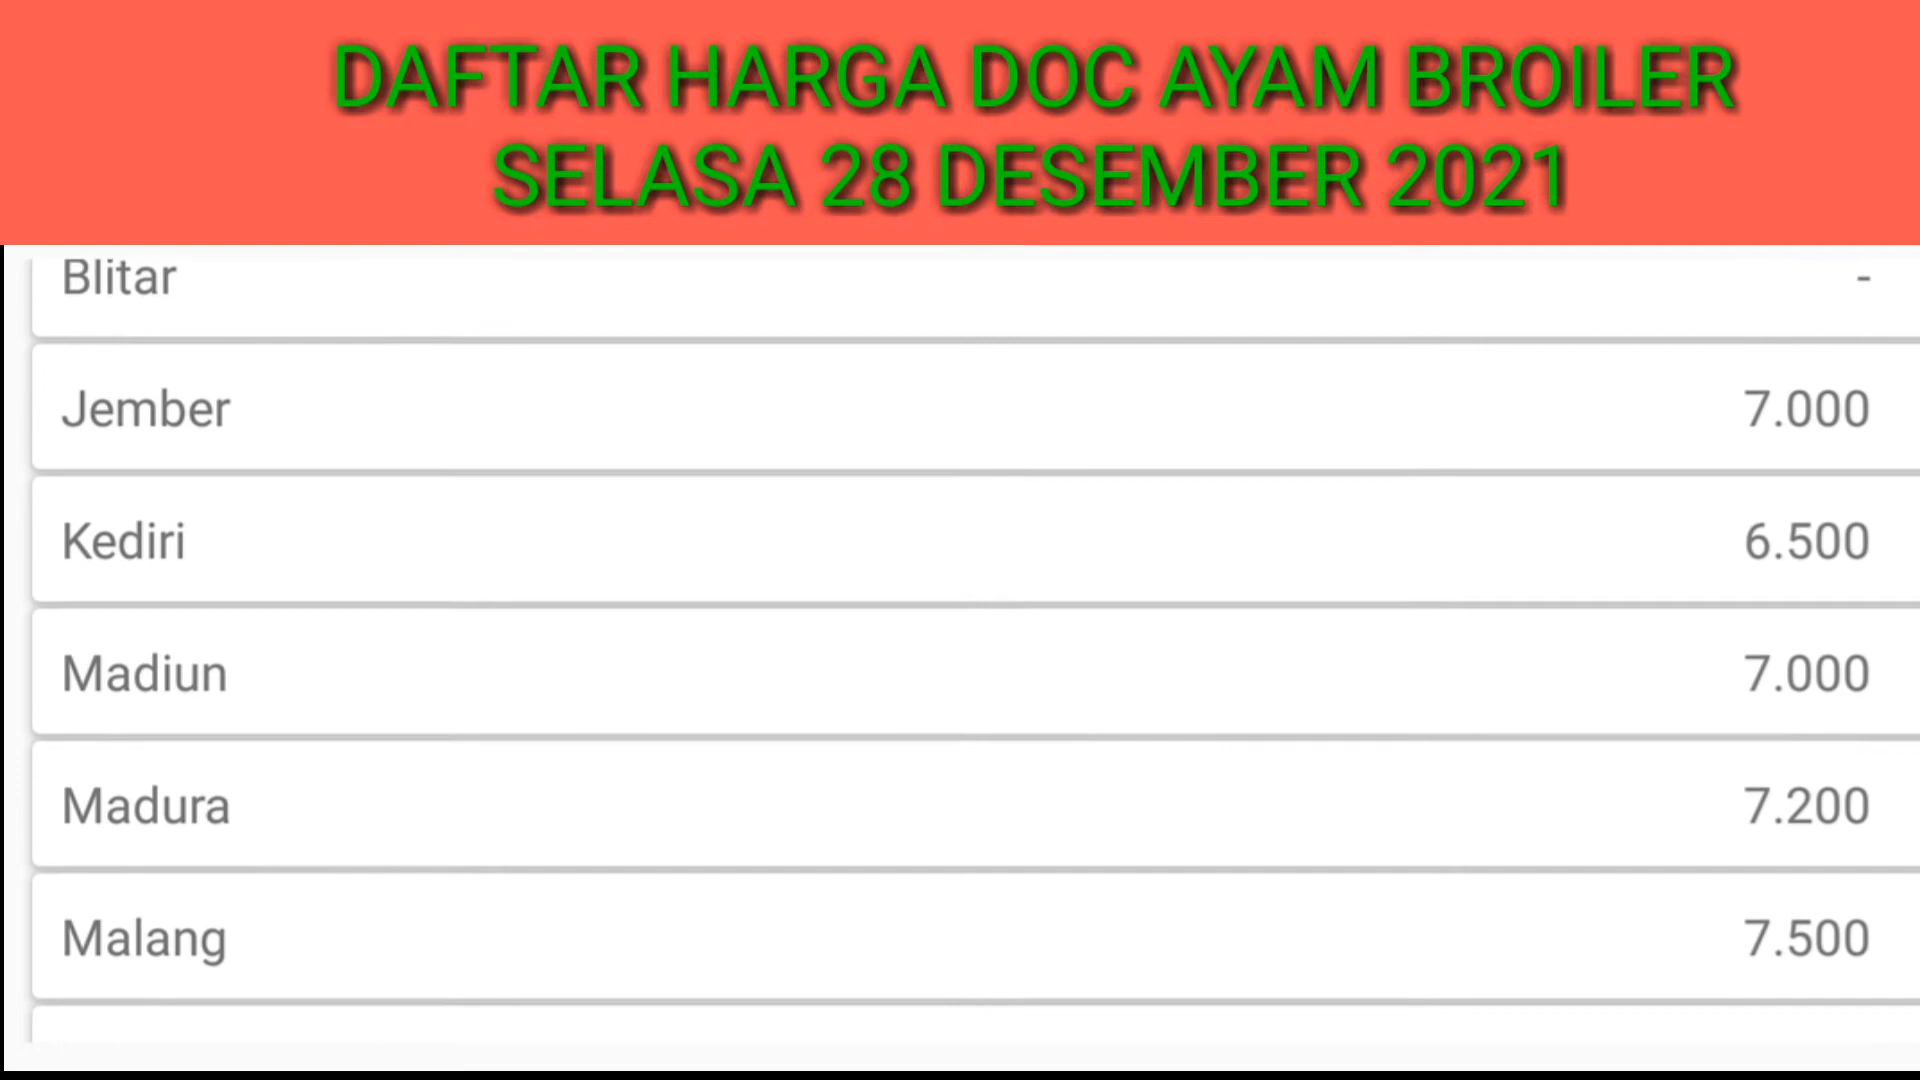 DAFTAR HARGA DOC AYAM BROILER
SELASA 28 DESEMBER 2021
Blitar -
Jember 7.000
Kediri 6.500
Madiun 7.000
Madura 7.200
Malang 7.500